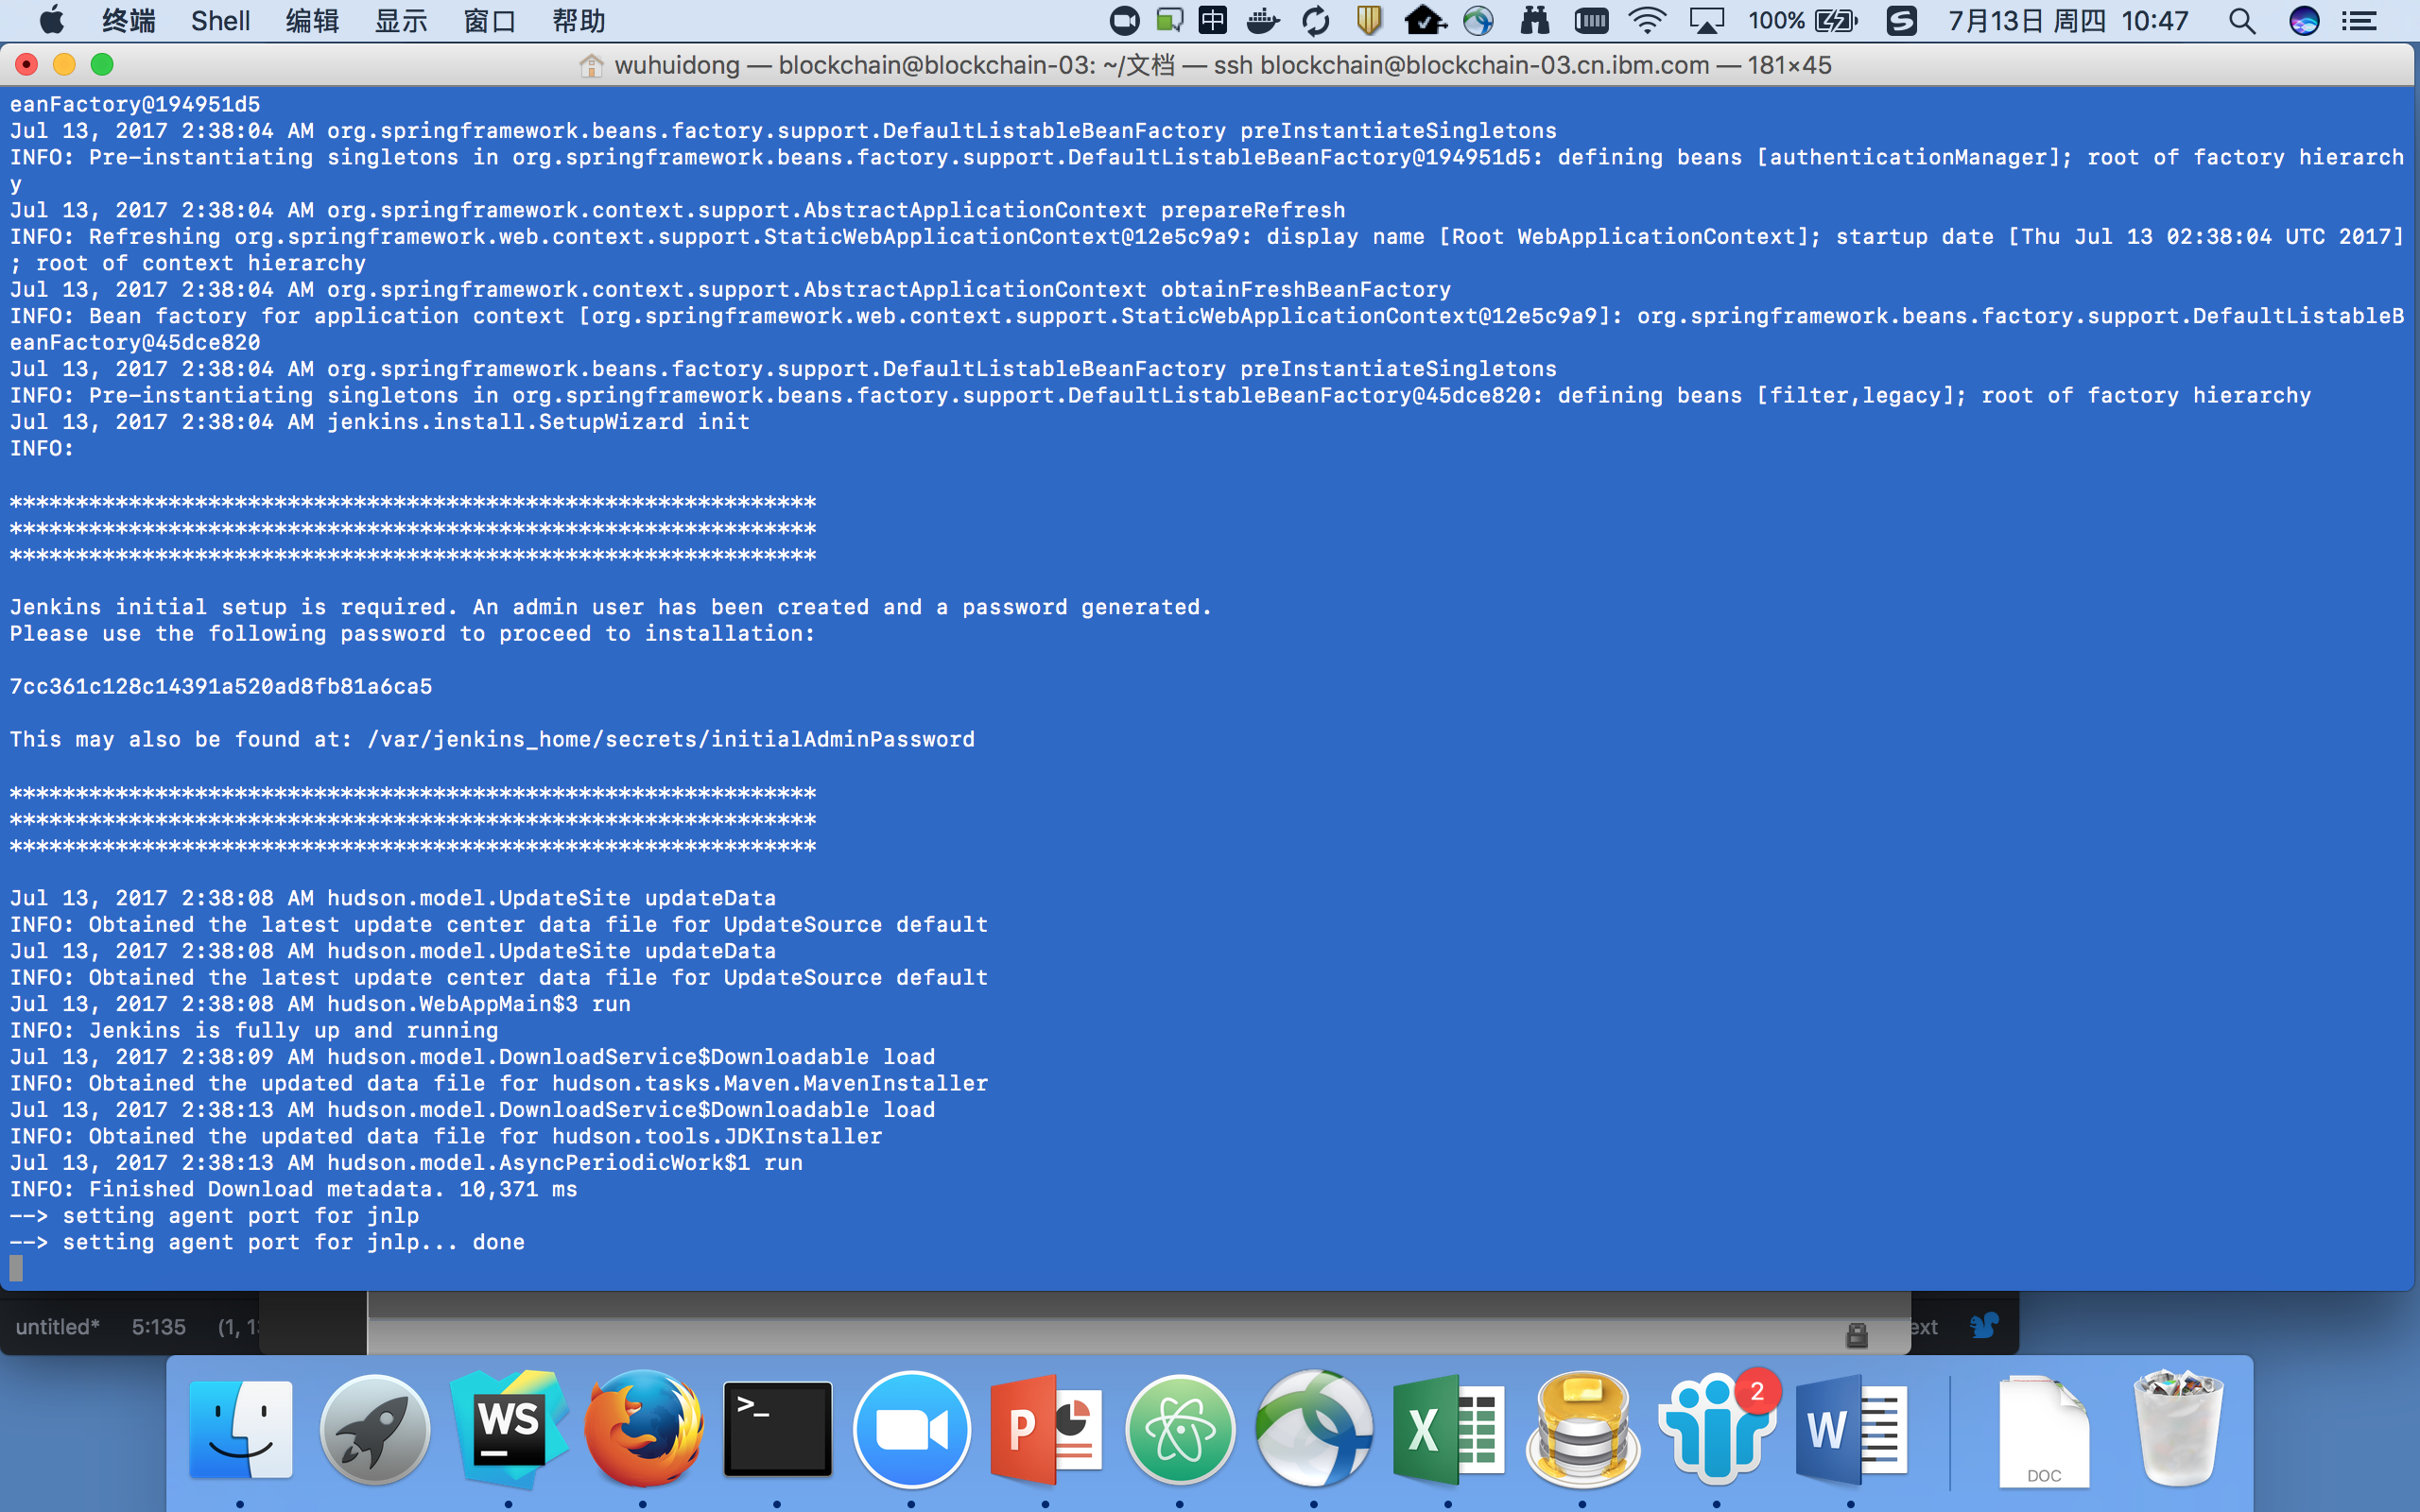 终端 Shell 编辑 显示 窗口 帮助 中 100% 7月13日 周四 10:47
wuhuidong — blockchain@blockchain-03: ~/文档 — ssh blockchain@blockchain-03.cn.ibm.com — 181×45
eanFactory@194951d5
Jul 13, 2017 2:38:04 AM org.springframework.beans.factory.support.DefaultListableBeanFactory preInstantiateSingletons
INFO: Pre-instantiating singletons in org.springframework.beans.factory.support.DefaultListableBeanFactory@194951d5: defining beans [authenticationManager]; root of factory hierarch
y
Jul 13, 2017 2:38:04 AM org.springframework.context.support.AbstractApplicationContext prepareRefresh
INFO: Refreshing org.springframework.web.context.support.StaticWebApplicationContext@12e5c9a9: display name [Root WebApplicationContext]; startup date [Thu Jul 13 02:38:04 UTC 2017]
; root of context hierarchy
Jul 13, 2017 2:38:04 AM org.springframework.context.support.AbstractApplicationContext obtainFreshBeanFactory
INFO: Bean factory for application context [org.springframework.web.context.support.StaticWebApplicationContext@12e5c9a9]: org.springframework.beans.factory.support.DefaultListableB
eanFactory@45dce820
Jul 13, 2017 2:38:04 AM org.springframework.beans.factory.support.DefaultListableBeanFactory preInstantiateSingletons
INFO: Pre-instantiating singletons in org.springframework.beans.factory.support.DefaultListableBeanFactory@45dce820: defining beans [filter,legacy]; root of factory hierarchy
Jul 13, 2017 2:38:04 AM jenkins.install.SetupWizard init
INFO:
*************************************************************
*************************************************************
*************************************************************
Jenkins initial setup is required. An admin user has been created and a password generated.
Please use the following password to proceed to installation:
7cc361c128c14391a520ad8fb81a6ca5
This may also be found at: /var/jenkins_home/secrets/initialAdminPassword
*************************************************************
*************************************************************
*************************************************************
Jul 13, 2017 2:38:08 AM hudson.model.UpdateSite updateData
INFO: Obtained the latest update center data file for UpdateSource default
Jul 13, 2017 2:38:08 AM hudson.model.UpdateSite updateData
INFO: Obtained the latest update center data file for UpdateSource default
Jul 13, 2017 2:38:08 AM hudson.WebAppMain$3 run
INFO: Jenkins is fully up and running
Jul 13, 2017 2:38:09 AM hudson.model.DownloadService$Downloadable load
INFO: Obtained the updated data file for hudson.tasks.Maven.MavenInstaller
Jul 13, 2017 2:38:13 AM hudson.model.DownloadService$Downloadable load
INFO: Obtained the updated data file for hudson.tools.JDKInstaller
Jul 13, 2017 2:38:13 AM hudson.model.AsyncPeriodicWork$1 run
INFO: Finished Download metadata. 10,371 ms
--> setting agent port for jnlp
--> setting agent port for jnlp... done
untitled* 5:135 (1, 1 ext
WS >_ P X 2 W DOC